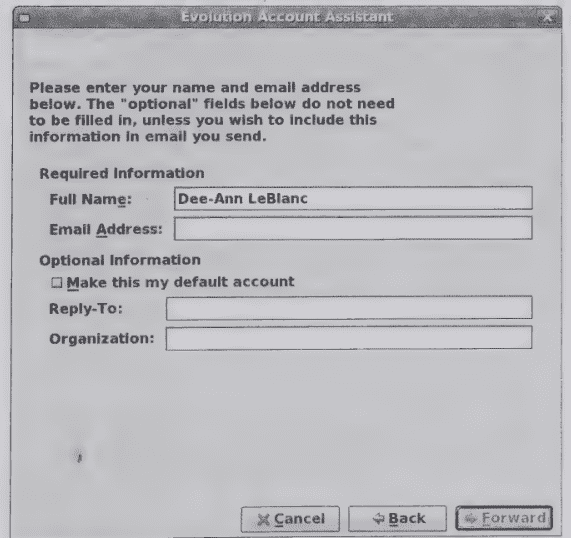 Evolution Account Assistant
Please enter your name and email address
below. The "optional" fields below do not need
to be filled in, unless you wish to include this
information in email you send.
Required Information
Full Name: Dee-Ann LeBlanc
Email Address:
Optional Information
Make this my default account
Reply-To:
Organization:
Cancel Back Forward